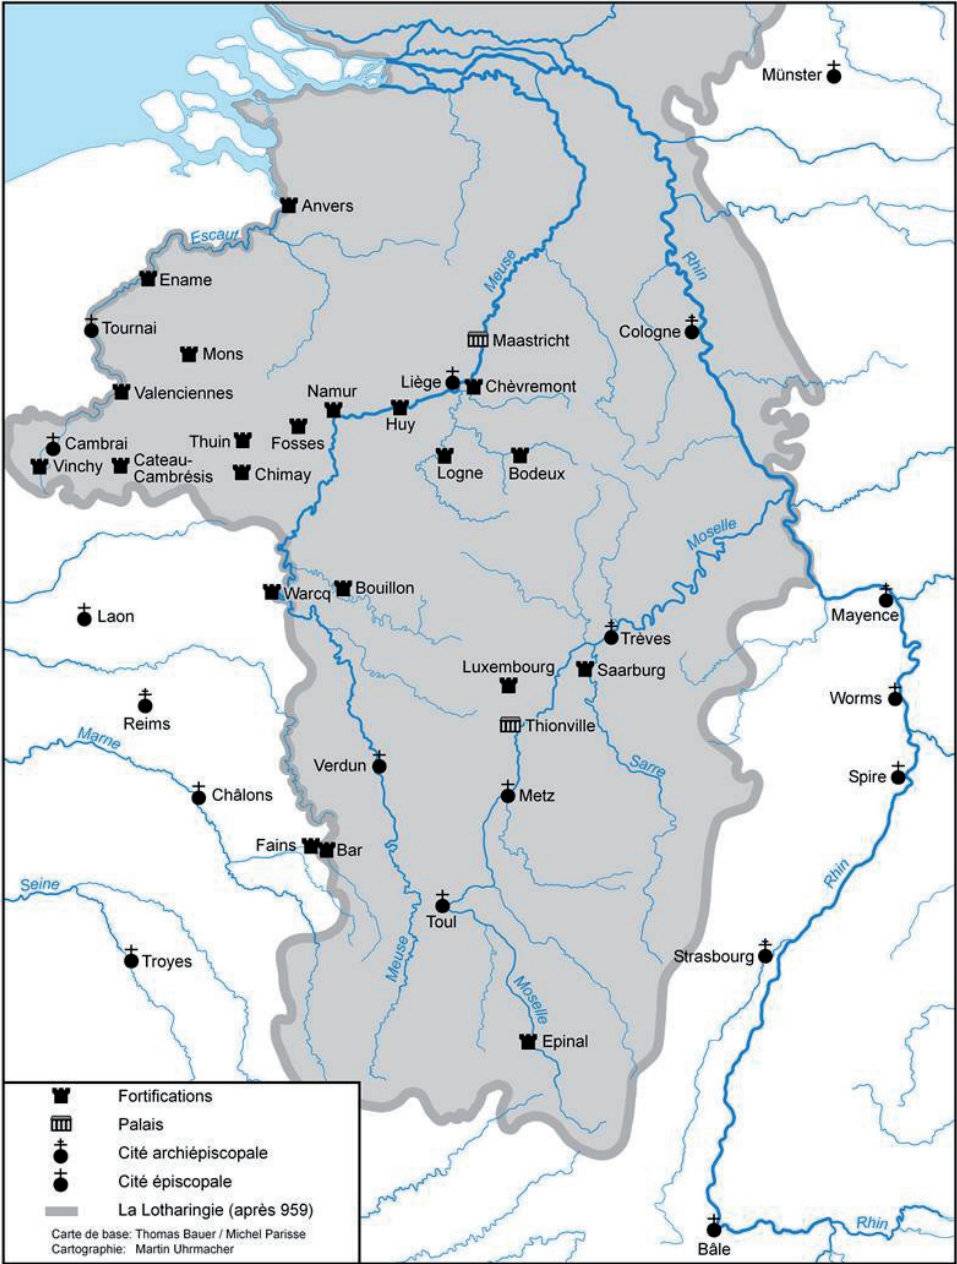 Münster
Anvers
Escaut
Meuse
Rhin
Ename
Tournai
Maastricht
Cologne
Mons
Liège
Chèvremont
Valenciennes
Namur
Huy
Cambrai
Thuin
Fosses
Vinchy
Cateau-
Cambrésis
Chimay
Logne
Bodeux
Moselle
Warcq
Bouillon
Laon
Mayence
Trèves
Luxembourg
Saarburg
Reims
Worms
Marne
Thionville
Verdun
Sarre
Spire
Châlons
Metz
Fains
Bar
Rhin
Seine
Toul
Troyes
Meuse
Strasbourg
Moselle
Epinal
Fortifications
Palais
Cité archiépiscopale
Cité épiscopale
La Lotharingie (après 959)
Carte de base: Thomas Bauer / Michel Parisse
Cartographie: Martin Uhrmacher
Rhin
Bâle